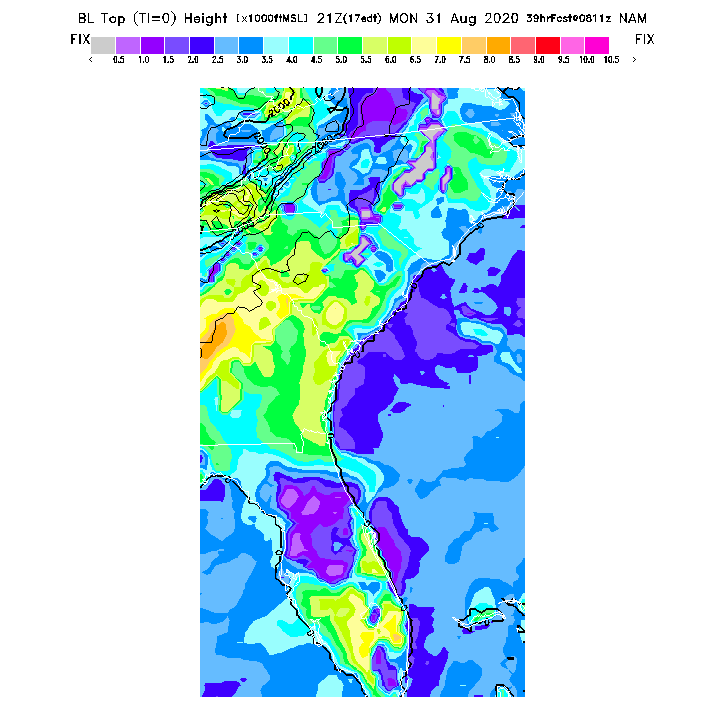 BL Top (TI=0) Height [x1000ftMSL] 21Z(17edt) MON 31 Aug 2020 39hrFcst@0811z NAM
FIX FIX
< 0.5 1.0 1.5 2.0 2.5 3.0 3.5 4.0 4.5 5.0 5.5 6.0 6.5 7.0 7.5 8.0 8.5 9.0 9.5 10.0 10.5 >
2000